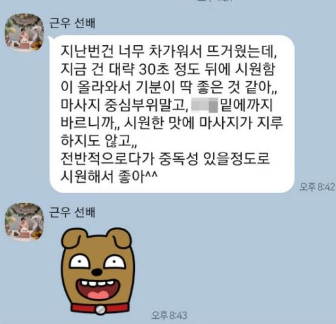 근우 선배
지난번건 너무 차가워서 뜨거웠는데,
지금 건 대략 30초 정도 뒤에 시원함
이 올라와서 기분이 딱 좋은 것 같아,,
마사지 중심부위말고, 밑에까지
바르니까,, 시원한 맛에 마사지가 지루
하지도 않고,,
전반적으로다가 중독성 있을정도로
시원해서 좋아^^
오후 8:42
근우 선배
오후 8:43